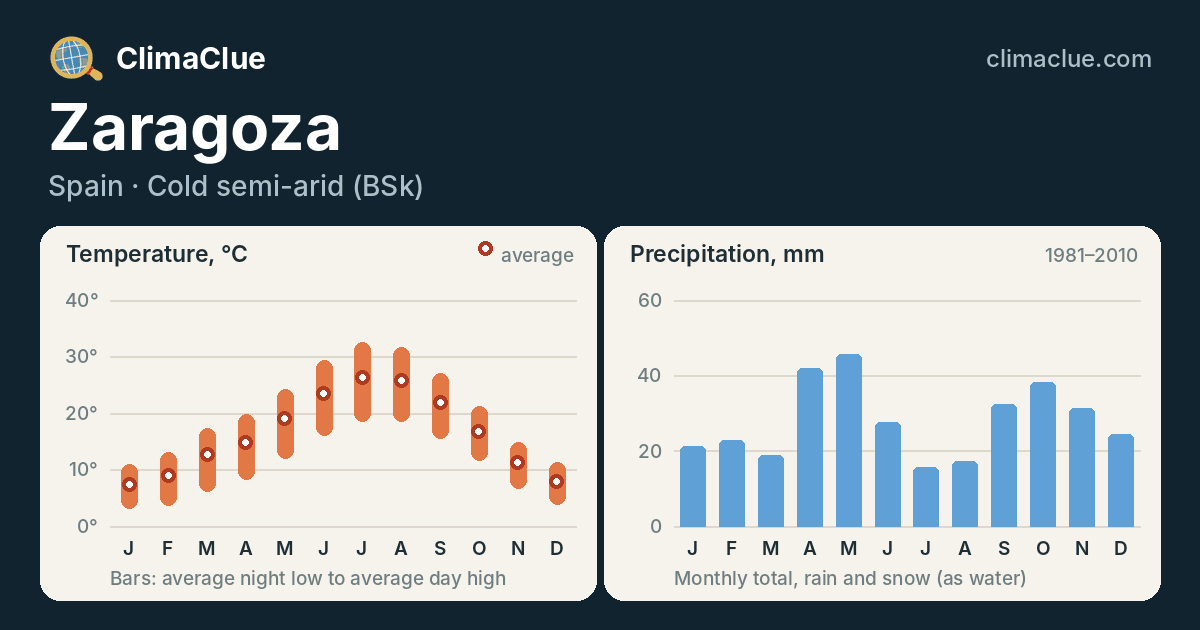 ClimaClue
climaclue.com
Zaragoza
Spain · Cold semi-arid (BSk)
Temperature, °C
average
40°
30°
20°
10°
0°
J F M A M J J A S O N D
Bars: average night low to average day high
Precipitation, mm
1981–2010
60
40
20
0
J F M A M J J A S O N D
Monthly total, rain and snow (as water)